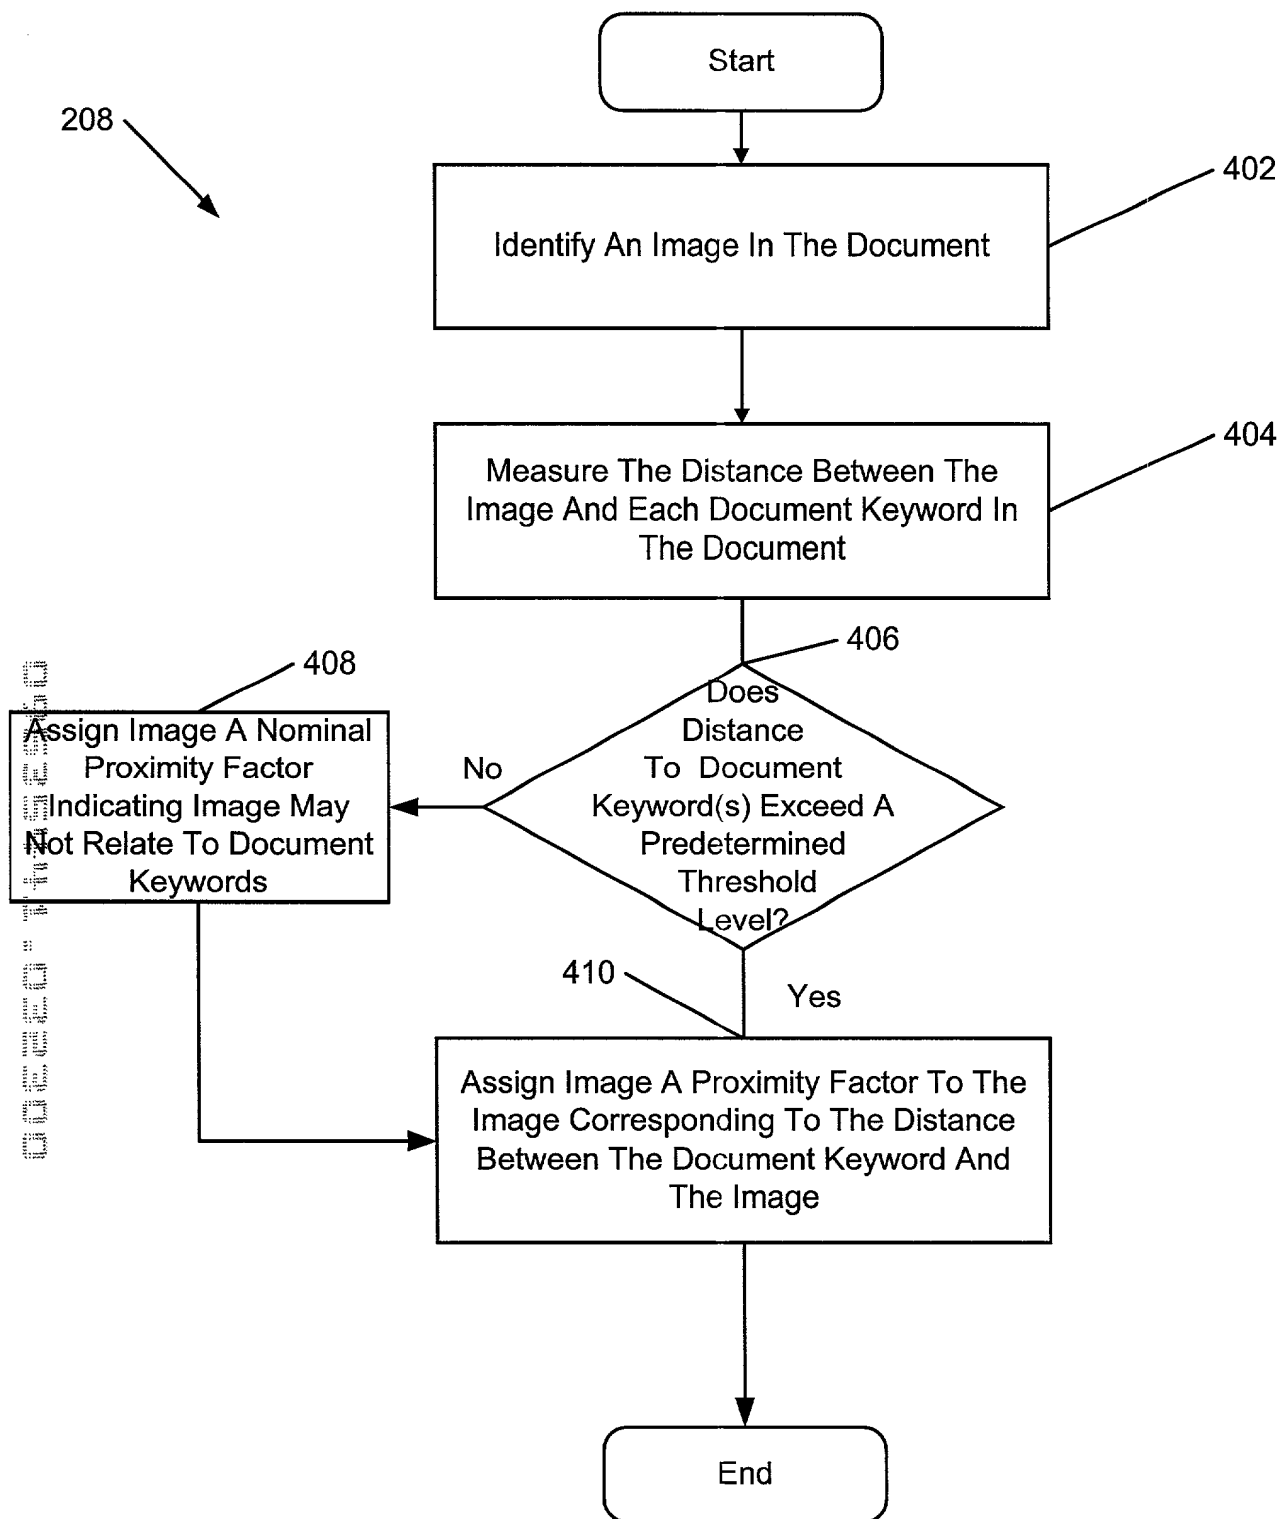 Start
208
402
Identify An Image In The Document
404
Measure The Distance Between The
Image And Each Document Keyword In
The Document
406
408
Does
Distance
To Document
Keyword(s) Exceed A
Predetermined
Threshold
Level?
No
Assign Image A Nominal
Proximity Factor
Indicating Image May
Not Relate To Document
Keywords
410
Yes
Assign Image A Proximity Factor To The
Image Corresponding To The Distance
Between The Document Keyword And
The Image
End